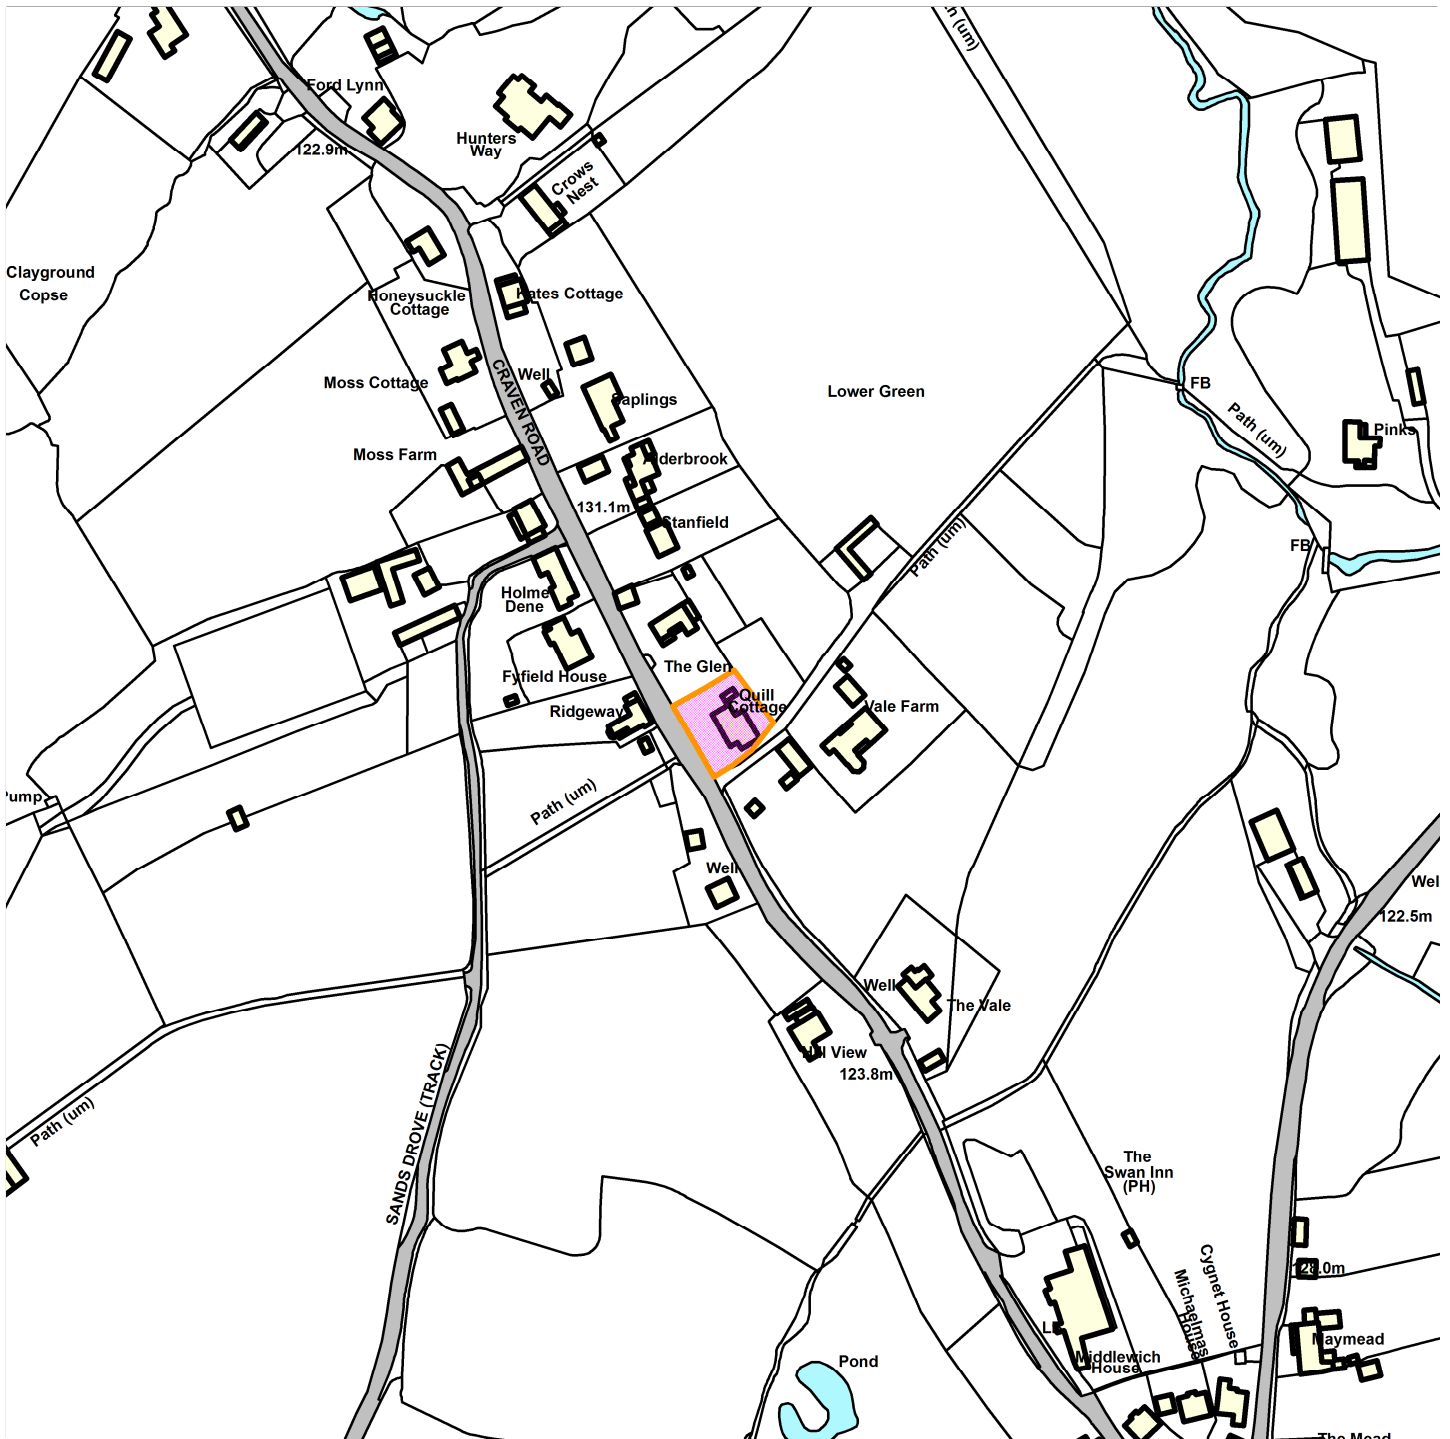 Ford Lynn
122.9m
Hunters
Way
Crows
Nest
Clayground
Copse
Honeysuckle
Cottage
Kates Cottage
Moss Cottage
Well
CRAVEN ROAD
Saplings
Lower Green
FB
Path (um)
Pinks
Moss Farm
Alderbrook
131.1m
Stanfield
Path (um)
FB
Holme
Dene
The Glen
Fyfield House
Ridgeway
Quill
Cottage
Vale Farm
Pump
Path (um)
Well
122.5m
Well
The Vale
Hill View
123.8m
Path (um)
SANDS DROVE (TRACK)
The
Swan Inn
(PH)
Cygnet House
Michaelmas
House
128.0m
Maymead
Middlewich
House
Pond
The Mead